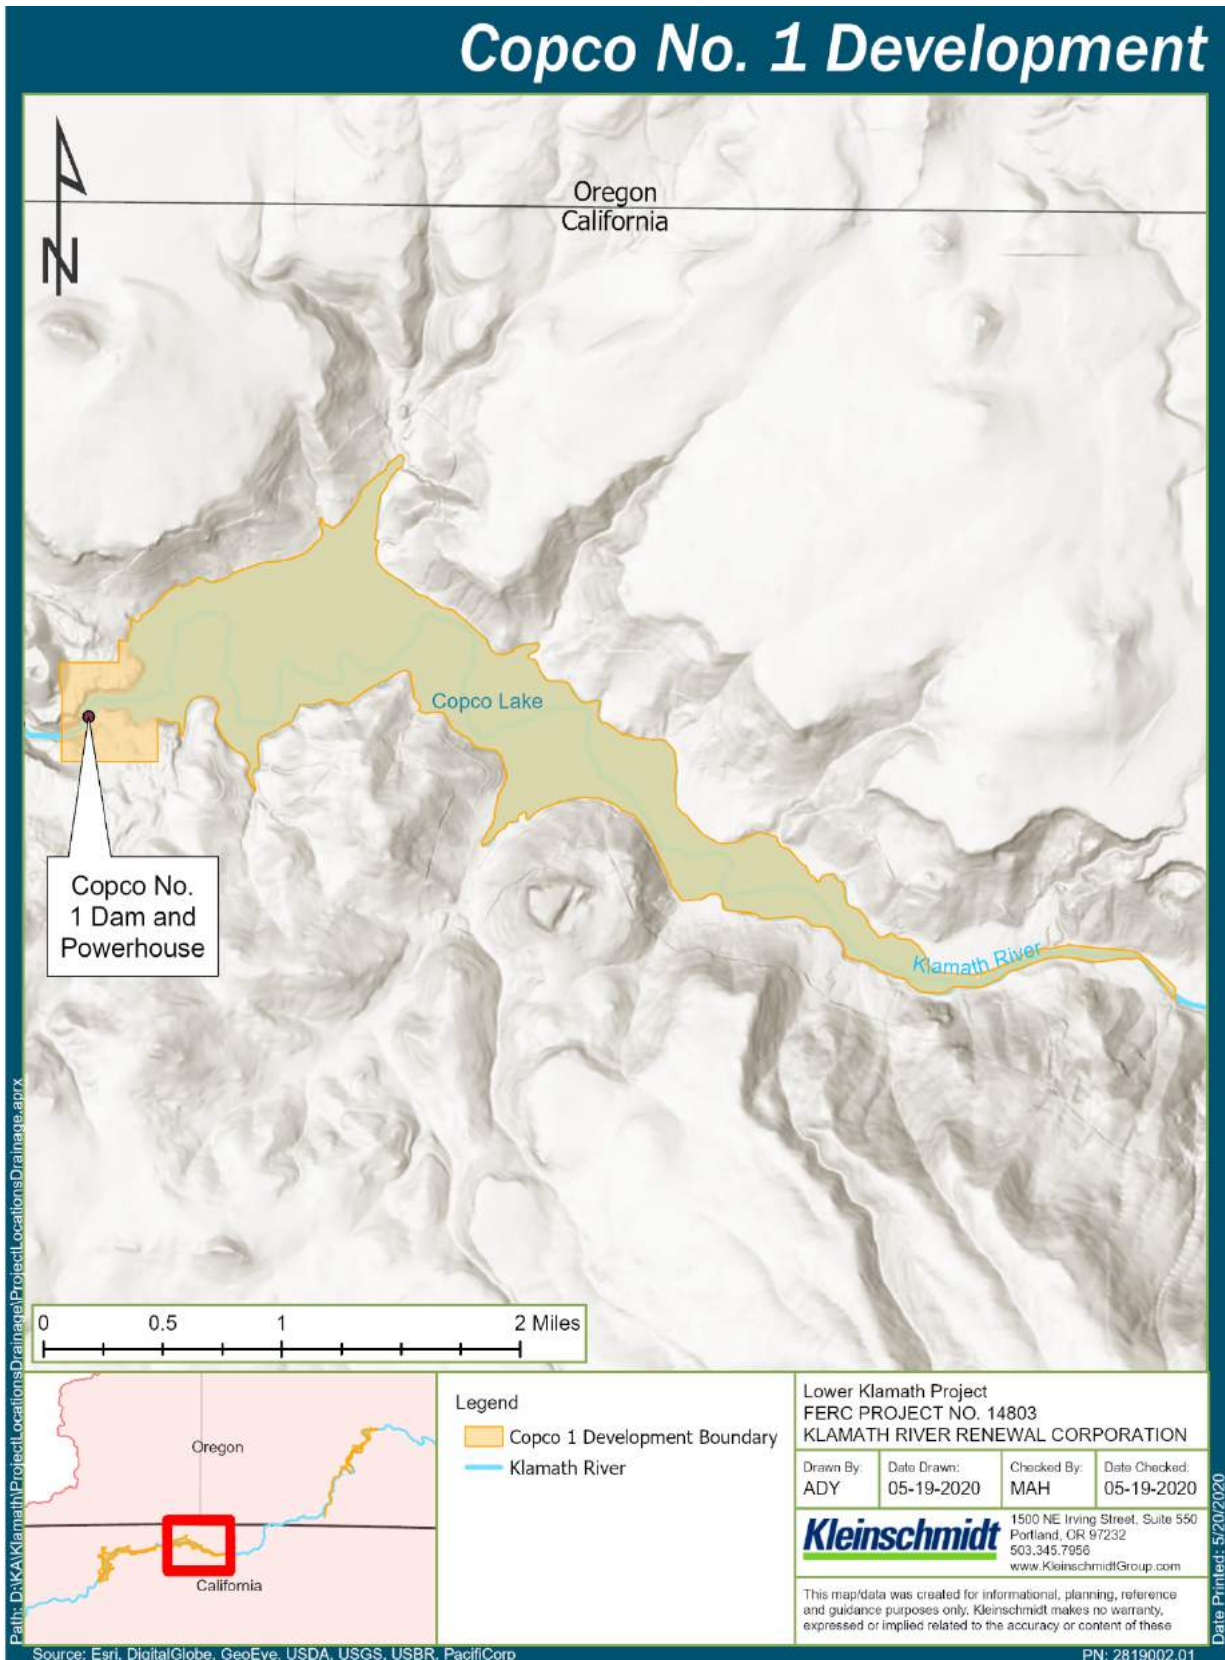 Copco No. 1 Development
N
Oregon
California
Copco Lake
Klamath River
Copco No.
1 Dam and
Powerhouse
0 0.5 1 2 Miles
Oregon
California
Legend
Copco 1 Development Boundary
Klamath River
Lower Klamath Project
FERC PROJECT NO. 14803
KLAMATH RIVER RENEWAL CORPORATION
Drawn By:
ADY
Date Drawn:
05-19-2020
Checked By:
MAH
Date Checked:
05-19-2020
Kleinschmidt
1500 NE Irving Street, Suite 550
Portland, OR 97232
503.345.7956
www.KleinschmidtGroup.com
This map/data was created for informational, planning, reference
and guidance purposes only. Kleinschmidt makes no warranty,
expressed or implied related to the accuracy or content of these
Path: D:\KA\Klamath\ProjectLocationsDrainage\ProjectLocationsDrainage.aprx
Date Printed: 5/20/2020
Source: Esri, DigitalGlobe, GeoEye, USDA, USGS, USBR, PacifiCorp
PN: 2819002.01